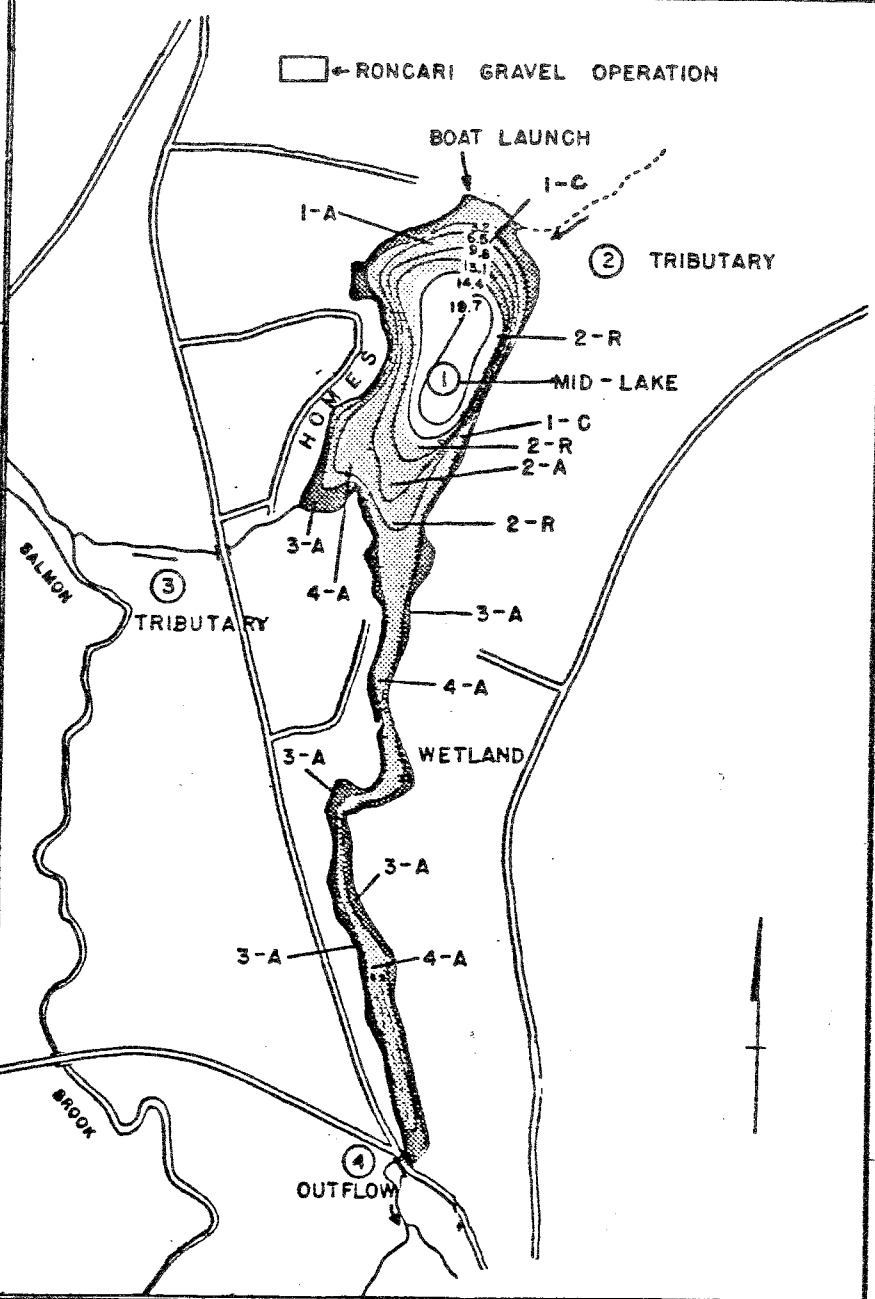 RONCARI GRAVEL OPERATION
BOAT LAUNCH
1-C
1-A
3.2
6.5
9.8
13.1
14.4
19.7
2 TRIBUTARY
2-R
HOMES
1 MID-LAKE
1-C
2-R
2-A
2-R
3-A
4-A
SALMON
3
TRIBUTARY
3-A
4-A
WETLAND
3-A
3-A
3-A
4-A
BROOK
4
OUTFLOW